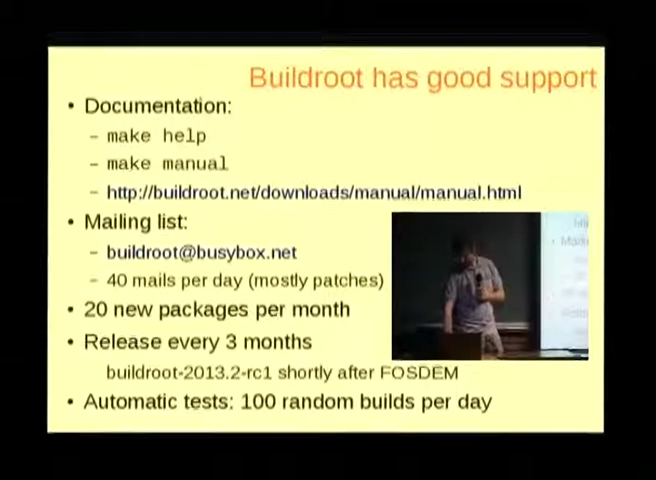 Buildroot has good support
• Documentation:
– make help
– make manual
– http://buildroot.net/downloads/manual/manual.html
• Mailing list:
– buildroot@busybox.net
– 40 mails per day (mostly patches)
• 20 new packages per month
• Release every 3 months
buildroot-2013.2-rc1 shortly after FOSDEM
• Automatic tests: 100 random builds per day